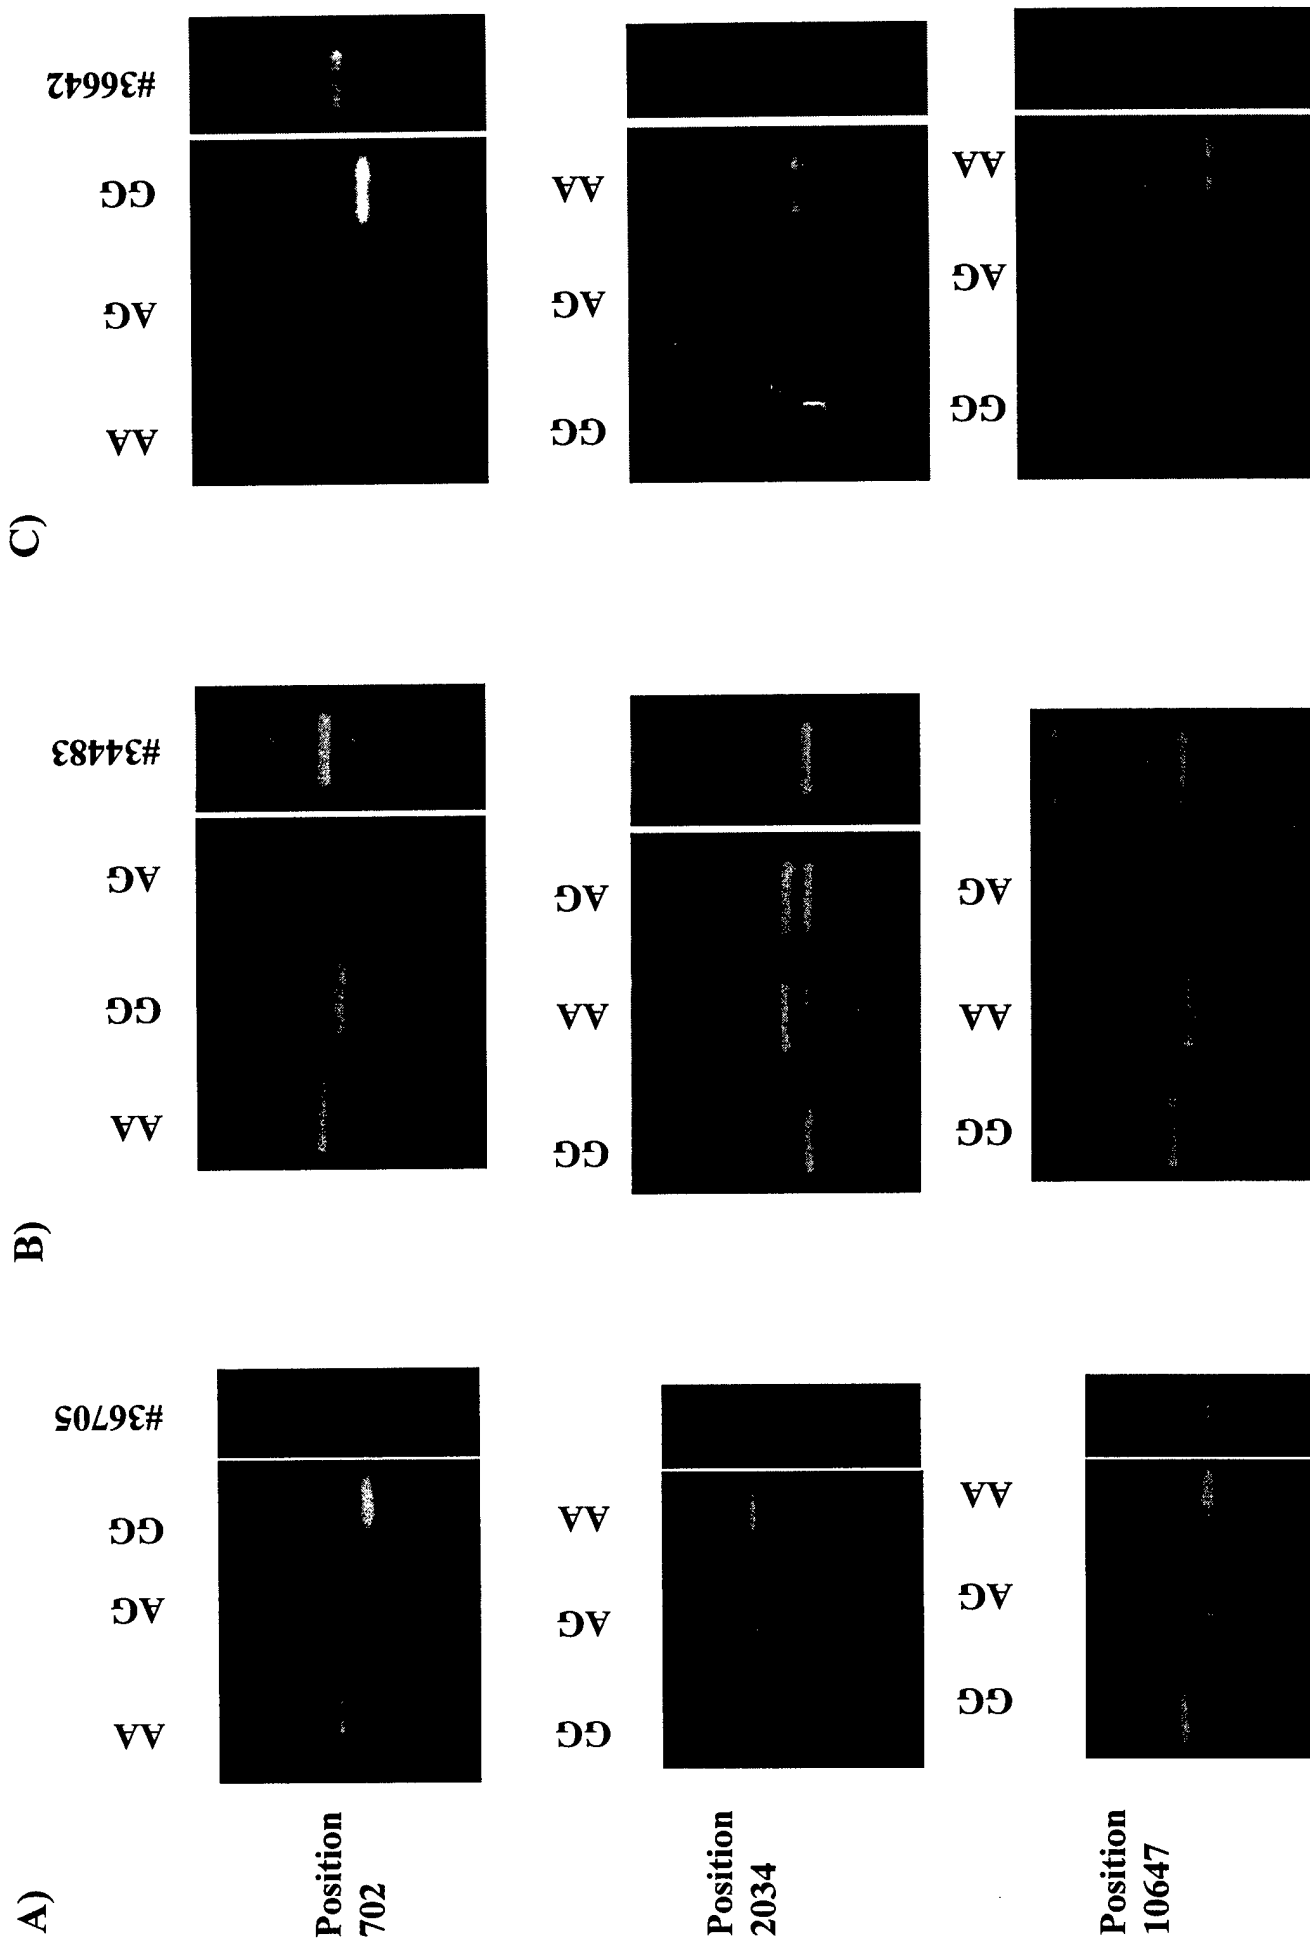 A)
B)
C)
AA AG GG #36705
AA GG AG #34483
AA AG GG #36642
Position
702
GG AG AA
GG AA AG
GG AG AA
Position
2034
GG AG AA
GG AA AG
GG AG AA
Position
10647